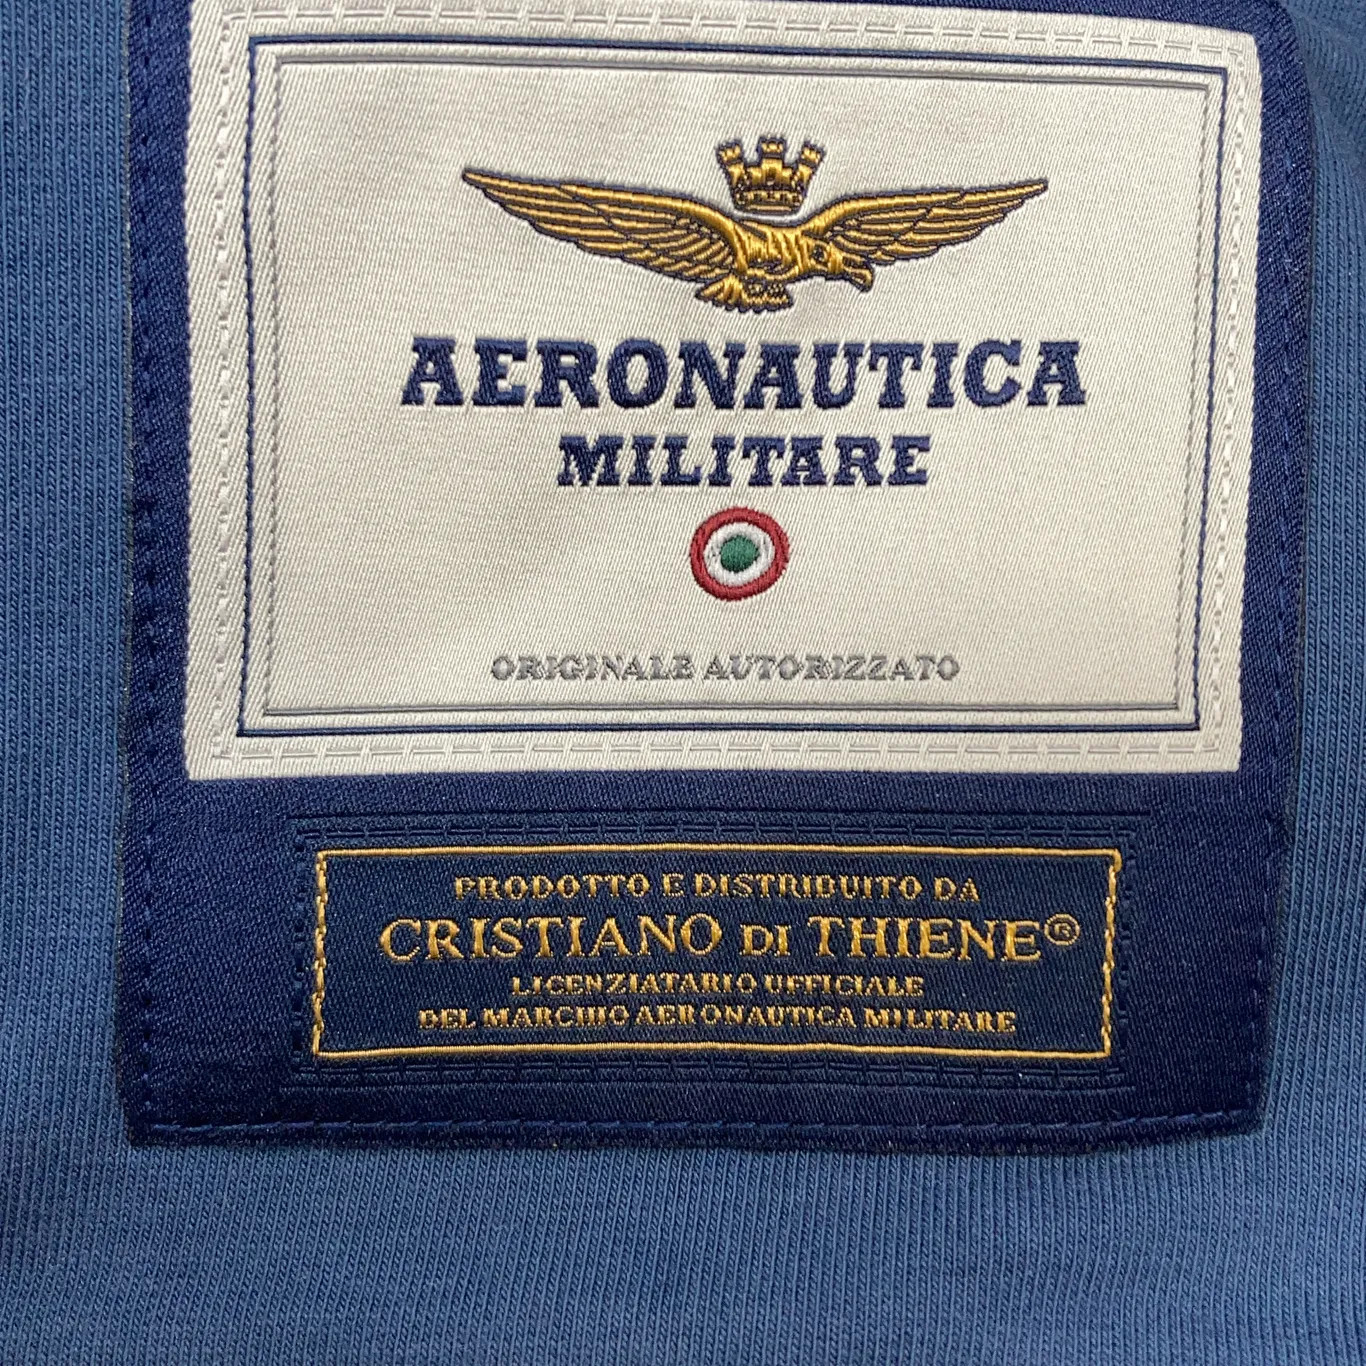 AERONAUTICA
MILITARE
ORIGINALE AUTORIZZATO
PRODOTTO E DISTRIBUITO DA
CRISTIANO DI THIENE®
LICENZIATARIO UFFICIALE
DEL MARCHIO AERONAUTICA MILITARE